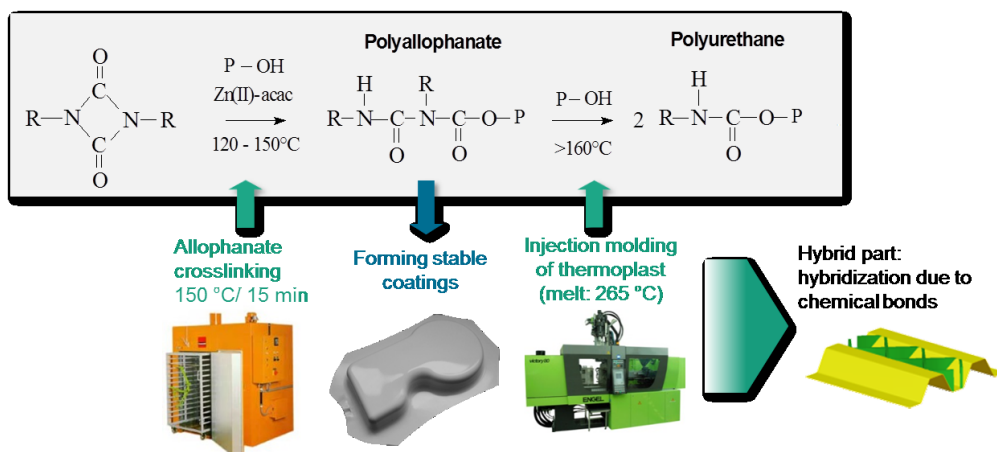 Polyallophanate
Polyurethane
O
C
R
N
N
R
C
O
P – OH
Zn(II)-acac
120 - 150°C
H
R
R
N
C
N
C
O
P
O
O
P – OH
>160°C
2
H
R
N
C
O
P
O
Allophanate
crosslinking
150 °C/ 15 min
Forming stable
coatings
Injection molding
of thermoplast
(melt: 265 °C)
Hybrid part:
hybridization due to
chemical bonds
ENGEL